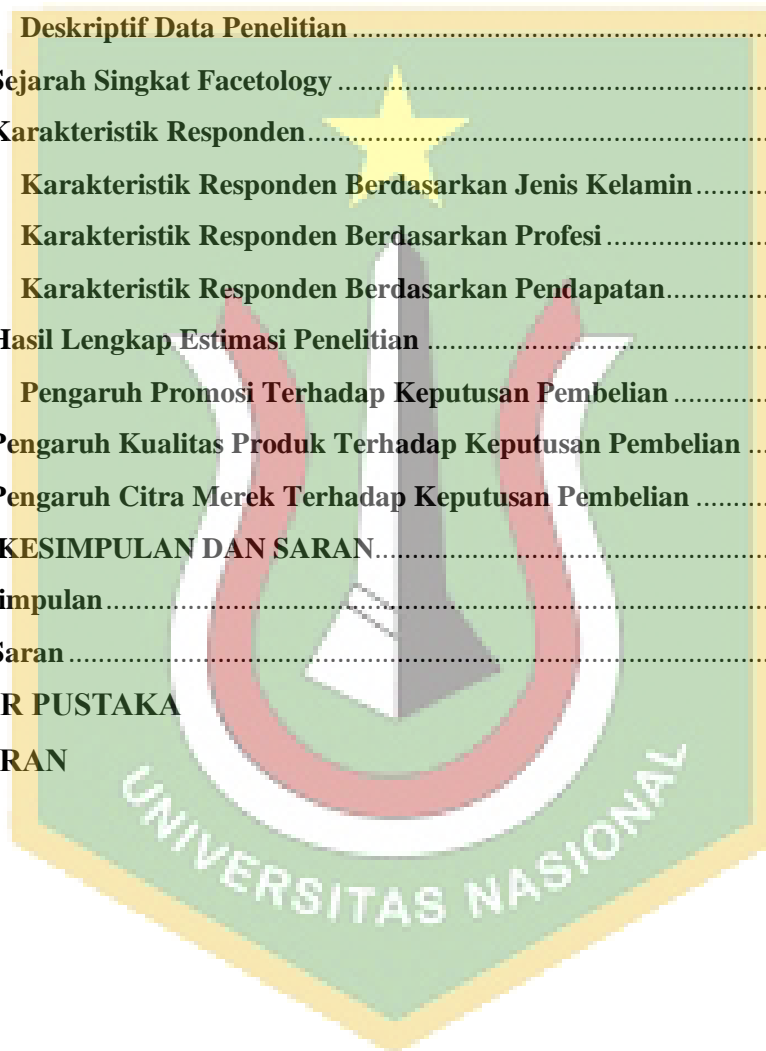 Deskriptif Data Penelitian ........................................................
Sejarah Singkat Facetology ..........................................................
Karakteristik Responden..............................................................
Karakteristik Responden Berdasarkan Jenis Kelamin..........
Karakteristik Responden Berdasarkan Profesi ......................
Karakteristik Responden Berdasarkan Pendapatan..............
Hasil Lengkap Estimasi Penelitian ..............................................
Pengaruh Promosi Terhadap Keputusan Pembelian .............
Pengaruh Kualitas Produk Terhadap Keputusan Pembelian ...
Pengaruh Citra Merek Terhadap Keputusan Pembelian ..........
KESIMPULAN DAN SARAN.....................................................
impulan.........................................................................................
Saran ..............................................................................................
R PUSTAKA
RAN
UNIVERSITAS NASIONAL